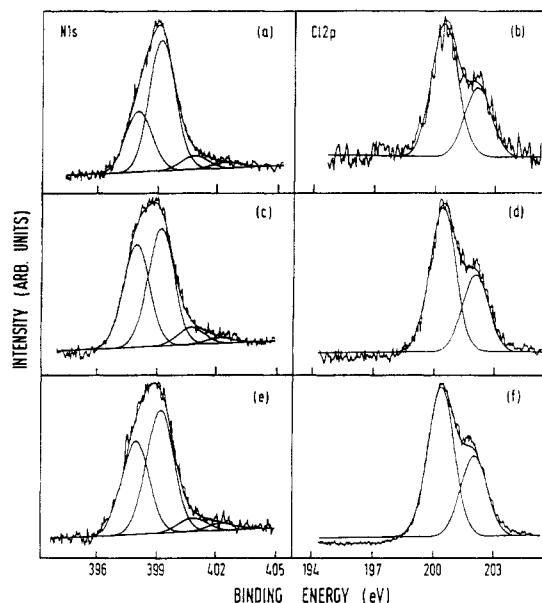 N1s
(a)
Cl2p
(b)
(c)
(d)
(e)
(f)
INTENSITY (ARB. UNITS)
396 399 402 405 194 197 200 203
BINDING ENERGY (eV)